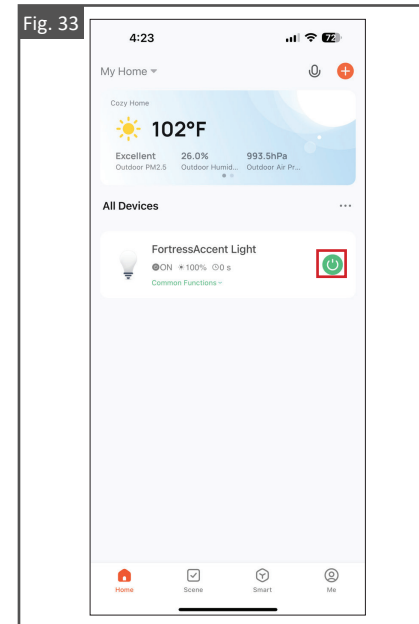 Fig. 33
4:23
72
My Home
Cozy Home
102°F
Excellent 26.0% 993.5hPa
Outdoor PM2.5 Outdoor Humid... Outdoor Air Pr...
All Devices
FortressAccent Light
ON 100% 0 s
Common Functions
Home Scene Smart Me